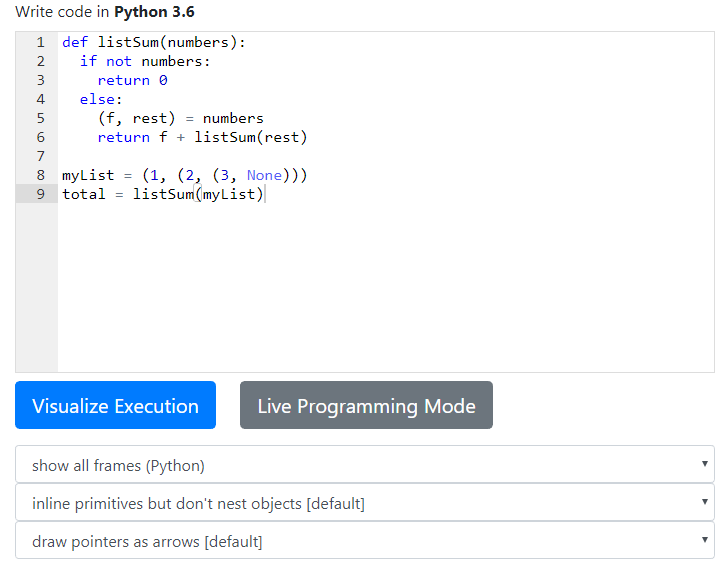 Write code in Python 3.6
1 def listSum(numbers):
2   if not numbers:
3     return 0
4   else:
5     (f, rest) = numbers
6     return f + listSum(rest)
7
8 myList = (1, (2, (3, None)))
9 total = listSum(myList)
Visualize Execution Live Programming Mode
show all frames (Python)
inline primitives but don't nest objects [default]
draw pointers as arrows [default]